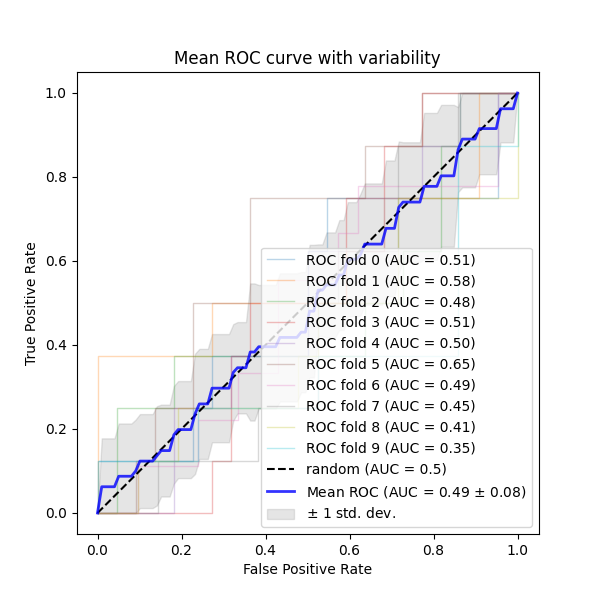 Mean ROC curve with variability
True Positive Rate
1.0
0.8
0.6
0.4
0.2
0.0
ROC fold 0 (AUC = 0.51)
ROC fold 1 (AUC = 0.58)
ROC fold 2 (AUC = 0.48)
ROC fold 3 (AUC = 0.51)
ROC fold 4 (AUC = 0.50)
ROC fold 5 (AUC = 0.65)
ROC fold 6 (AUC = 0.49)
ROC fold 7 (AUC = 0.45)
ROC fold 8 (AUC = 0.41)
ROC fold 9 (AUC = 0.35)
random (AUC = 0.5)
Mean ROC (AUC = 0.49 ± 0.08)
± 1 std. dev.
0.0 0.2 0.4 0.6 0.8 1.0
False Positive Rate